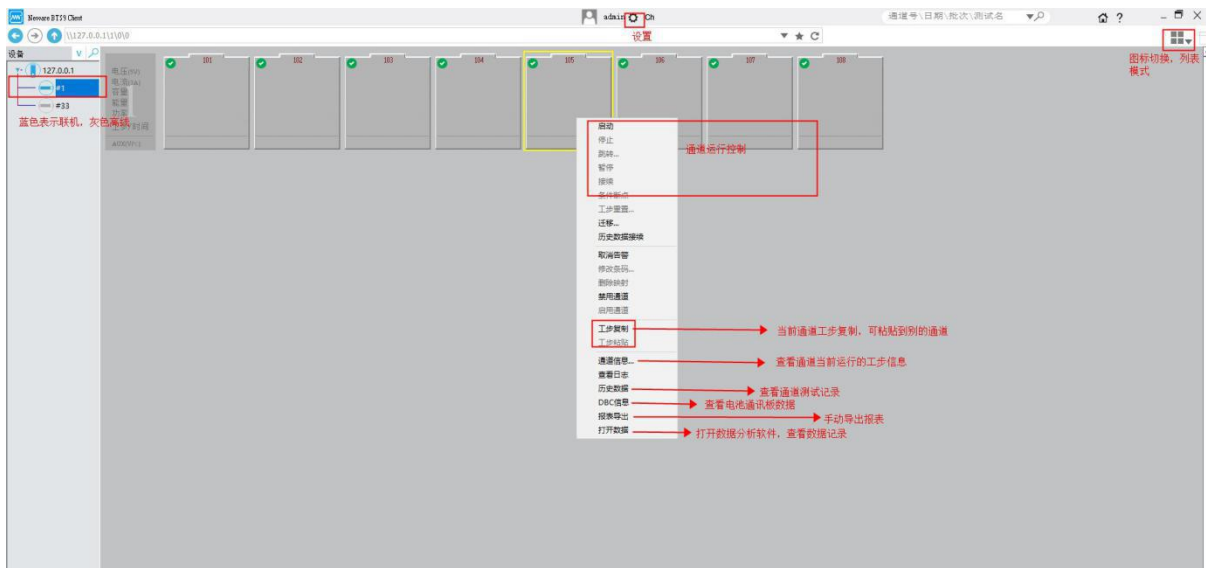 Neware BTS9 Client
admin
Ch
通道号\日期\批次\测试名
?
\\127.0.0.1\1\0\0
设置
设备
V
127.0.0.1
#1
#33
蓝色表示联机，灰色离线
电压(mV)
电流(mA)
容量
能量
功率
101
102
103
104
105
106
107
108
图标切换，列表
模式
启动
停止
跳转...
暂停
接续
条件断点
工步重置...
迁移...
历史数据接续
通道运行控制
取消告警
修改条码...
删除映射
禁用通道
启用通道
工步复制
当前通道工步复制，可粘贴到别的通道
工步粘贴
通道信息...
查看通道当前运行的工步信息
查看日志
历史数据
查看通道测试记录
DBC信息
查看电池通讯板数据
报表导出
手动导出报表
打开数据
打开数据分析软件，查看数据记录